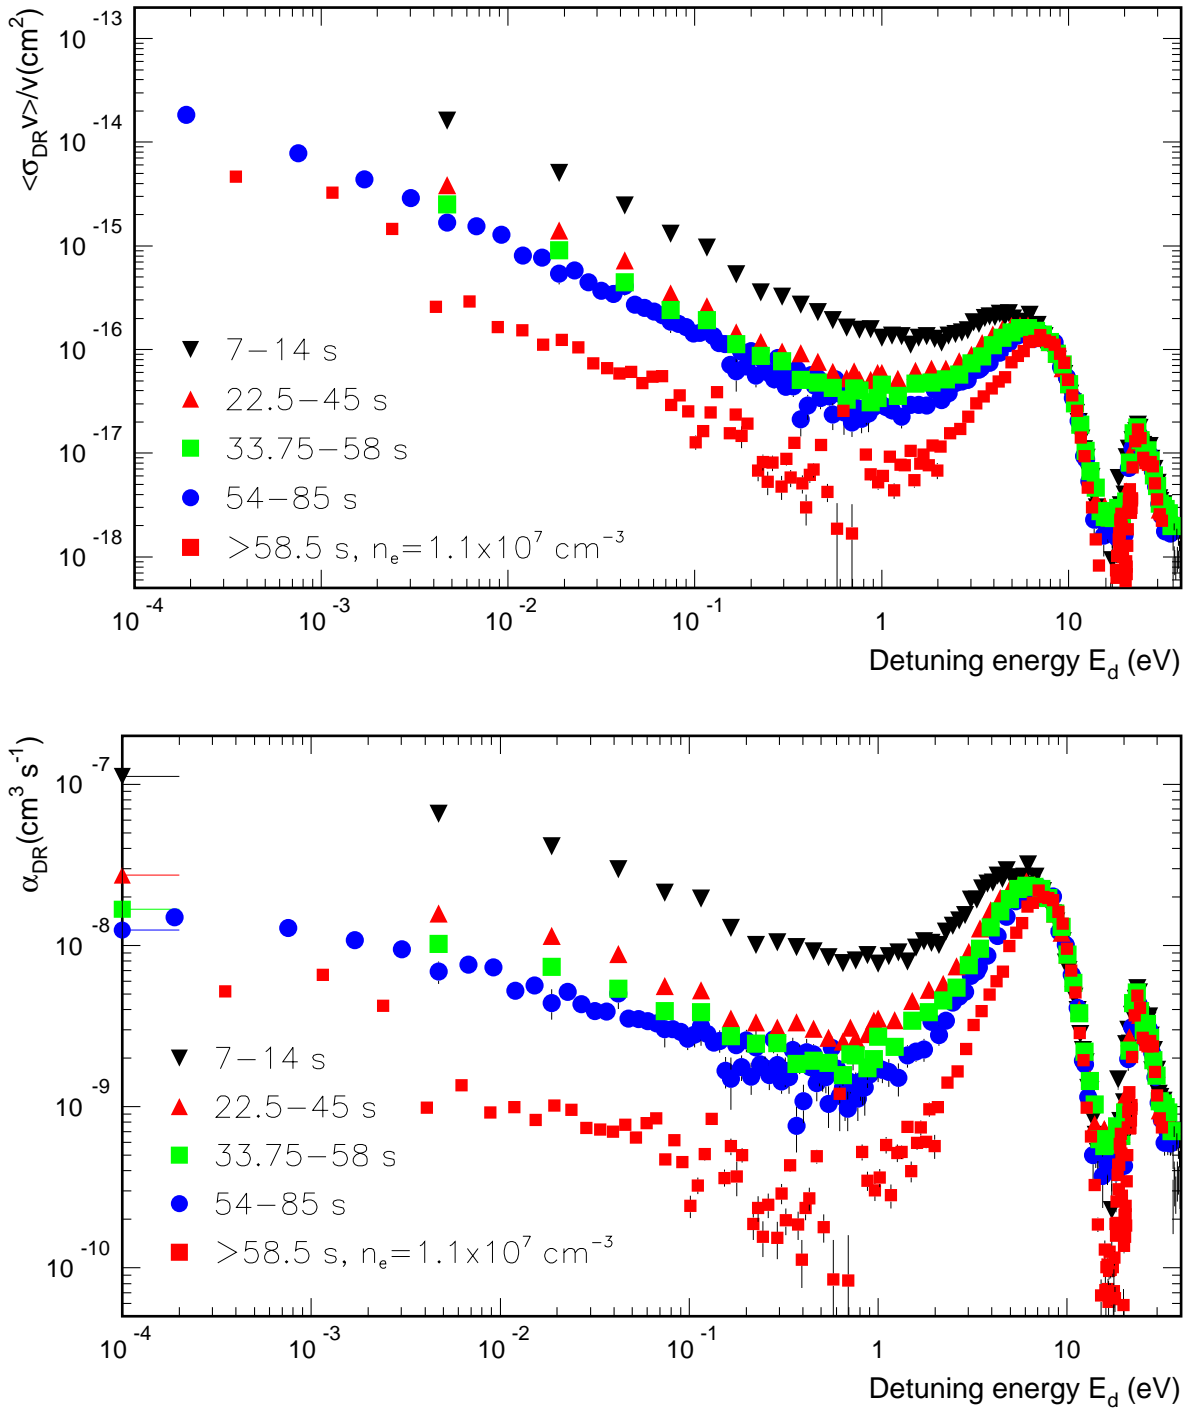 <σDR v>/v(cm2)
10 -13
10 -14
10 -15
10 -16
10 -17
10 -18
7−14 s
22.5−45 s
33.75−58 s
54−85 s
>58.5 s, ne=1.1x107 cm−3
10 -4 10 -3 10 -2 10 -1 1 10
Detuning energy Ed (eV)
αDR(cm3 s-1)
10 -7
10 -8
10 -9
10 -10
7−14 s
22.5−45 s
33.75−58 s
54−85 s
>58.5 s, ne=1.1x107 cm−3
10 -4 10 -3 10 -2 10 -1 1 10
Detuning energy Ed (eV)